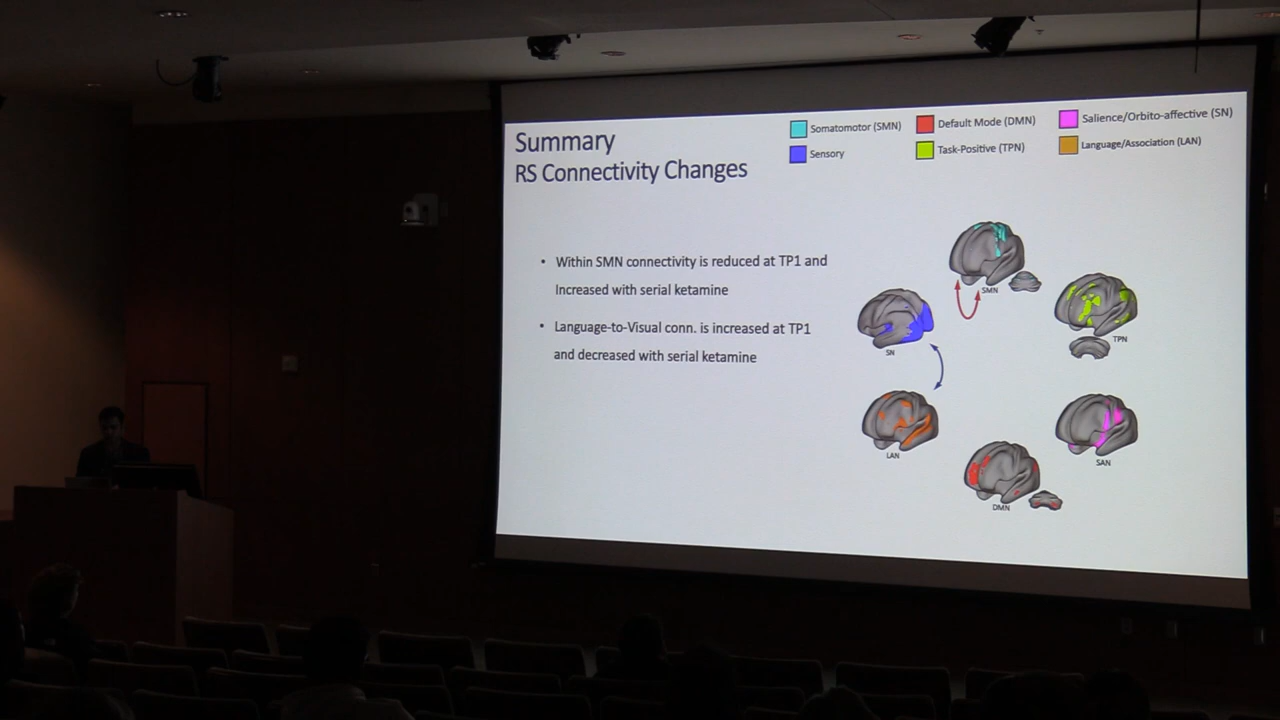 Summary
RS Connectivity Changes
Somatomotor (SMN)
Default Mode (DMN)
Salience/Orbito-affective (SN)
Sensory
Task-Positive (TPN)
Language/Association (LAN)
• Within SMN connectivity is reduced at TP1 and
Increased with serial ketamine
• Language-to-Visual conn. is increased at TP1
and decreased with serial ketamine
SMN
TPN
SN
LAN
SAN
DMN